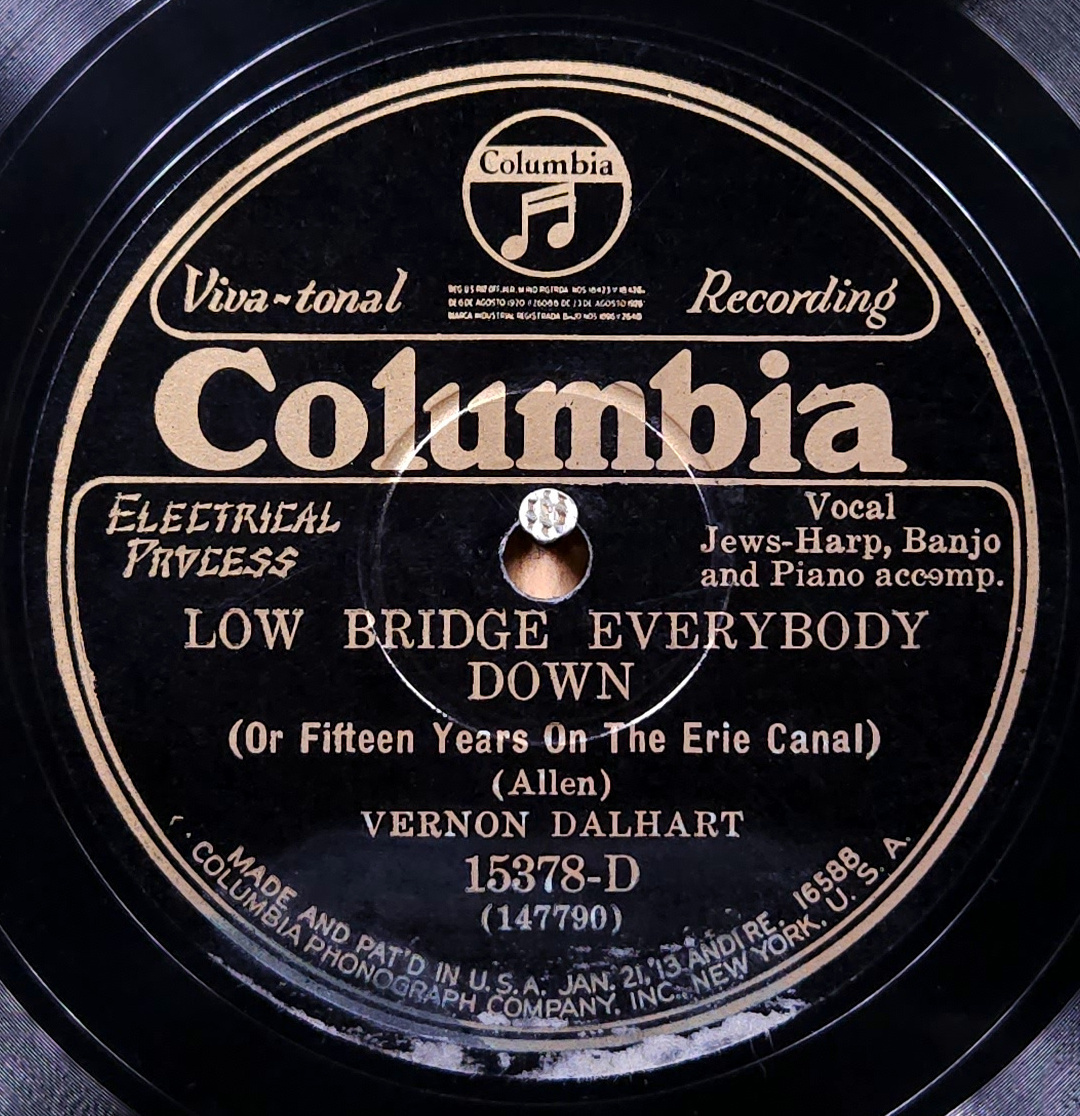 Columbia
Viva-tonal
Recording
Columbia
ELECTRICAL
PROCESS
Vocal
Jews-Harp, Banjo
and Piano accomp.
LOW BRIDGE EVERYBODY
DOWN
(Or Fifteen Years On The Erie Canal)
(Allen)
VERNON DALHART
15378-D
(147790)
MADE AND PAT'D IN U.S.A. JAN. 21, '13 AND RE. 16588
COLUMBIA PHONOGRAPH COMPANY, INC. NEW YORK, U.S.A.